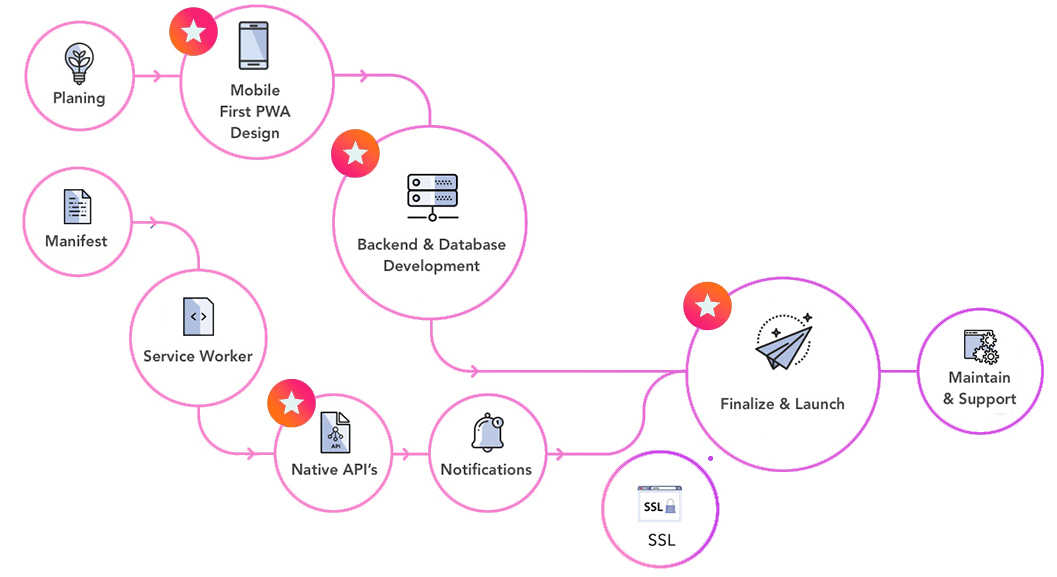 Planing
Mobile
First PWA
Design
Backend & Database
Development
Manifest
Service Worker
API
Native API's
1
Notifications
Finalize & Launch
Maintain
& Support
SSL
SSL